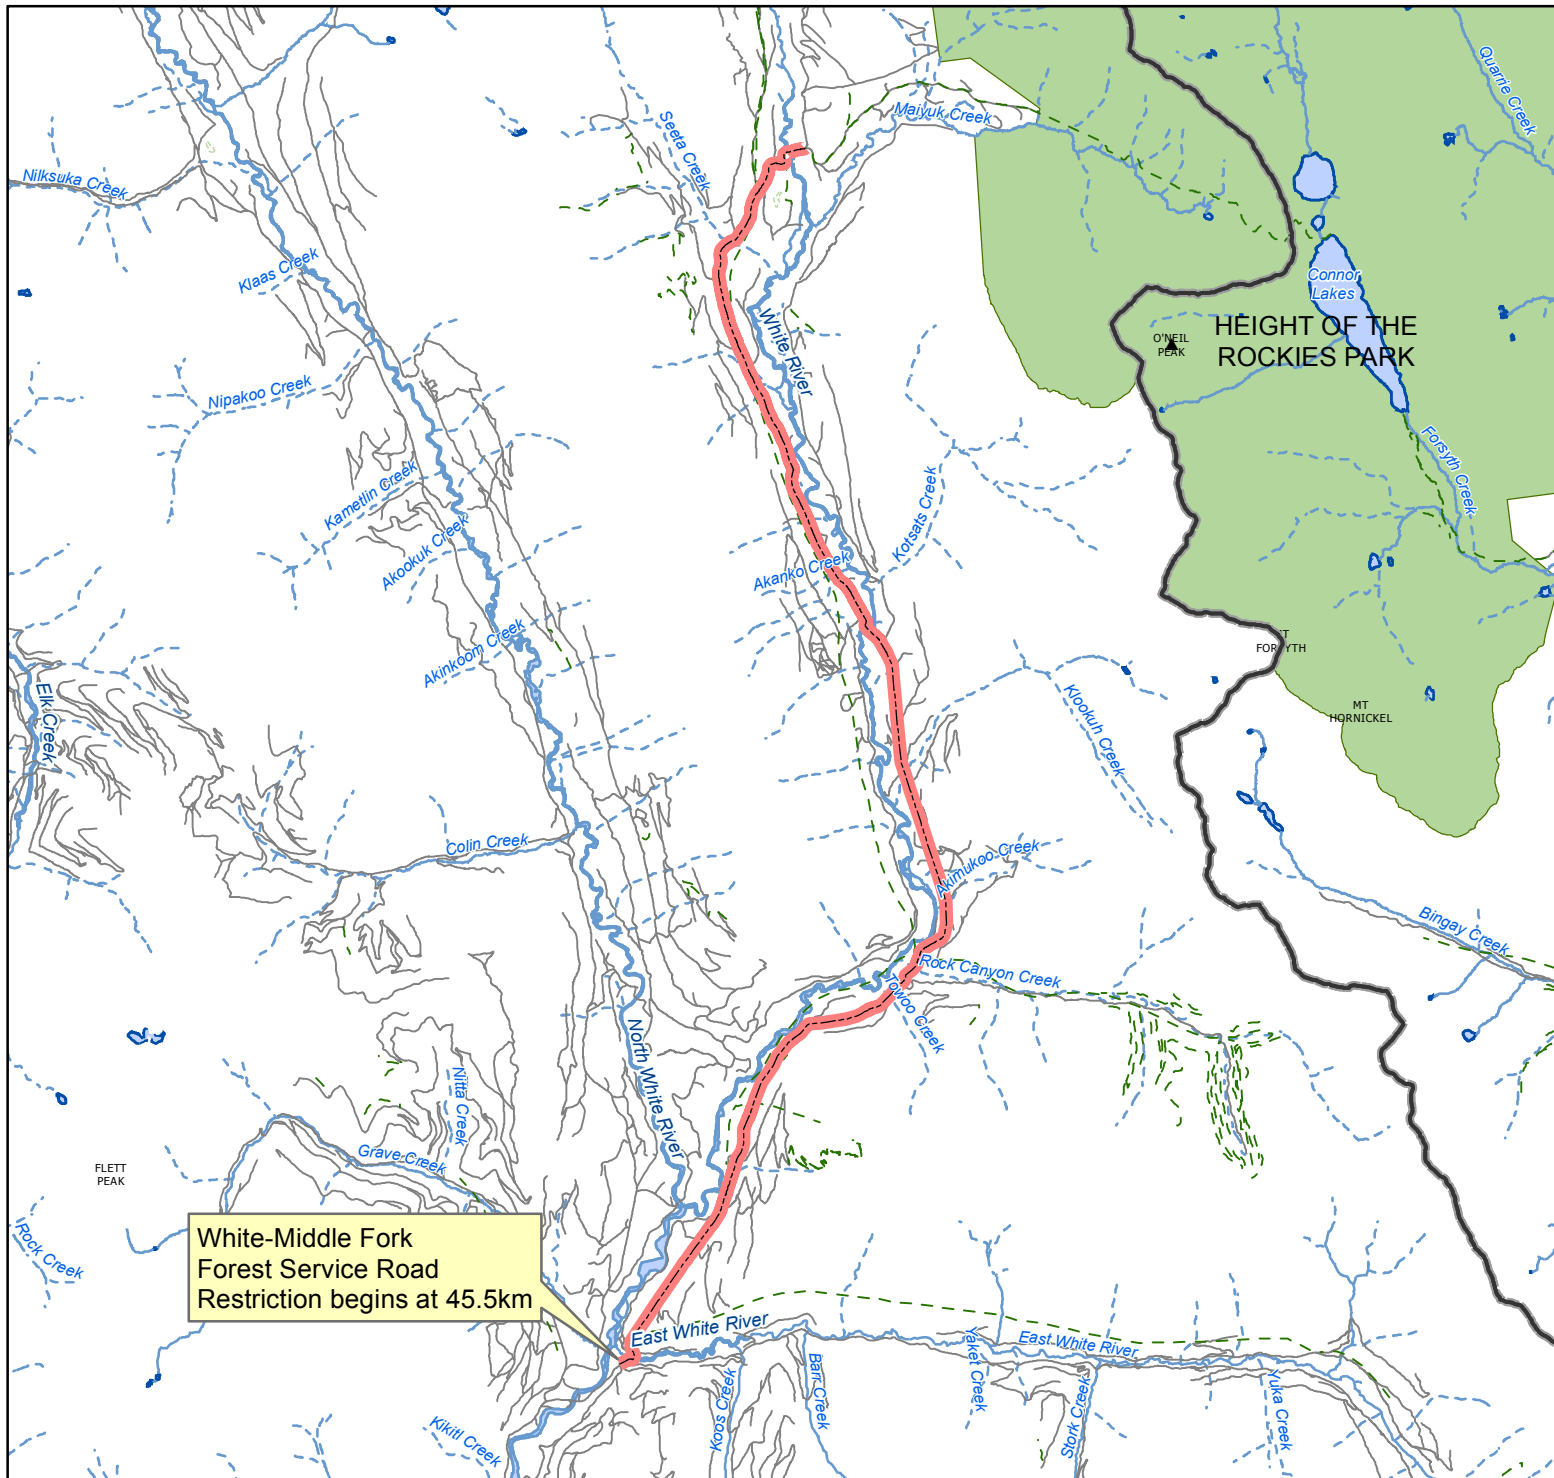 Quarrie Creek
Maiyuk Creek
Seeta Creek
Nilksuka Creek
Klaas Creek
Connor
Lakes
HEIGHT OF THE
ROCKIES PARK
O'NEIL
PEAK
White River
Nipakoo Creek
Forsyth Creek
Kametlin Creek
Kotsats Creek
Akookuk Creek
Akanko Creek
Akinkoom Creek
Elk Creek
Klookuh Creek
MT
HORNICKEL
Colin Creek
Akimukoo Creek
Bingay Creek
Rock Canyon Creek
Towoo Creek
North White River
Nitta Creek
Grave Creek
FLETT
PEAK
Rock Creek
White-Middle Fork
Forest Service Road
Restriction begins at 45.5km
East White River
East White River
Yaket Creek
Barr Creek
Koos Creek
Stork Creek
Yuka Creek
Kikitl Creek